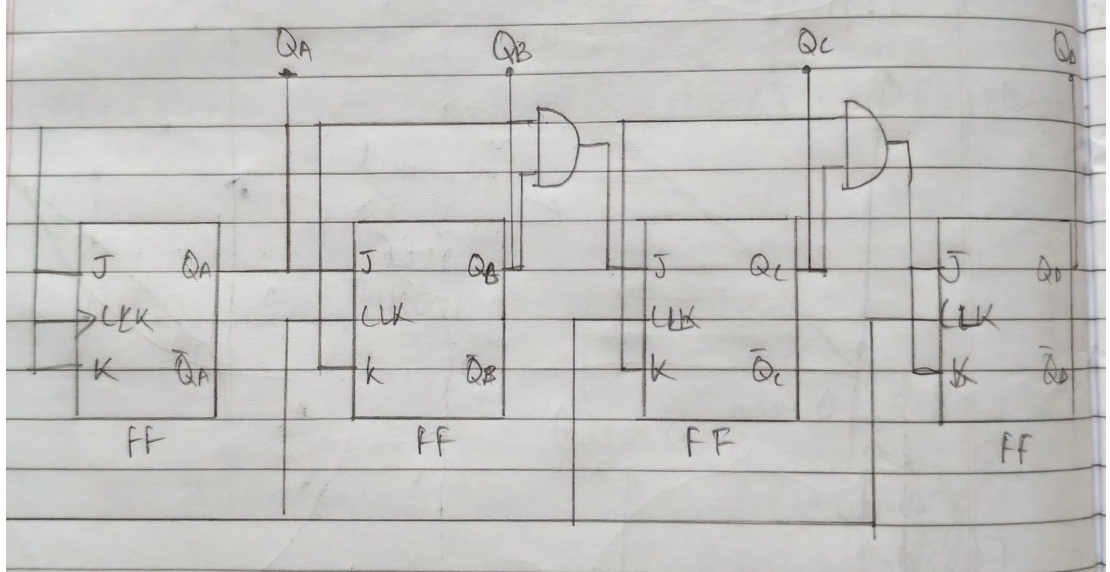 QA QB QC QD
J QA J QB J QC J QD
CLK CLK CLK CLK
K Q̄A K Q̄B K Q̄C K Q̄D
FF FF FF FF